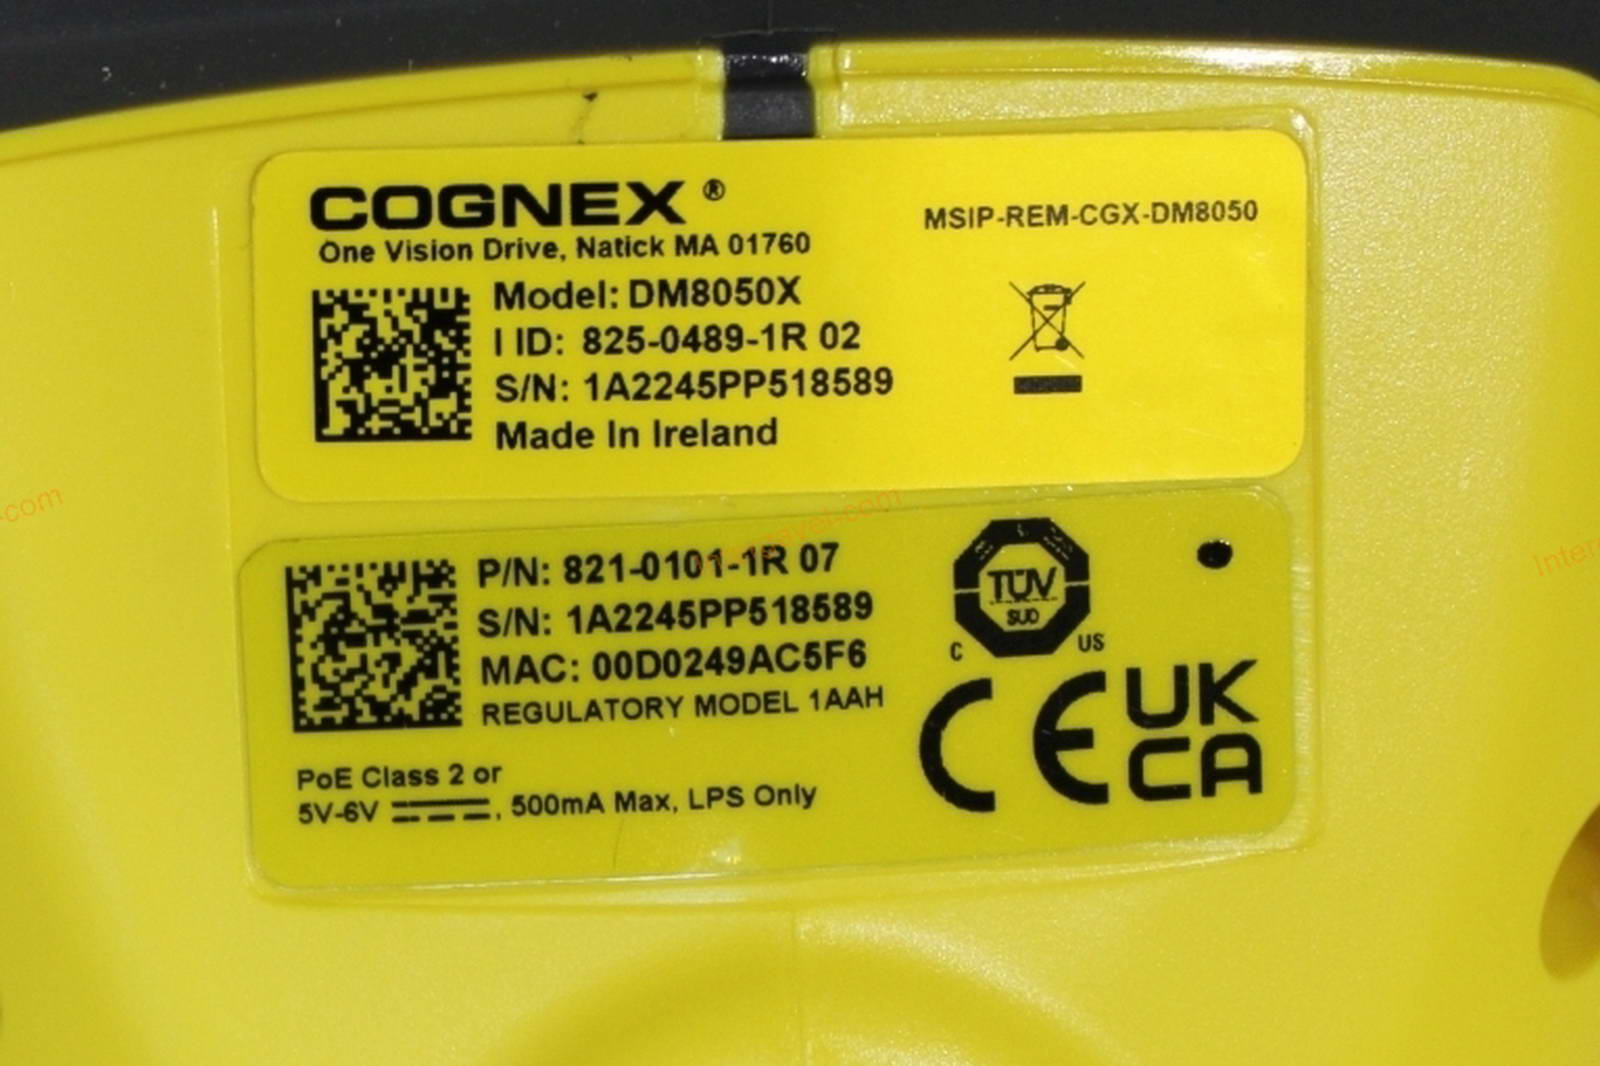 COGNEX ®
One Vision Drive, Natick MA 01760
MSIP-REM-CGX-DM8050
Model: DM8050X
I ID: 825-0489-1R 02
S/N: 1A2245PP518589
Made In Ireland
P/N: 821-0101-1R 07
S/N: 1A2245PP518589
MAC: 00D0249AC5F6
REGULATORY MODEL 1AAH
PoE Class 2 or
5V-6V , 500mA Max, LPS Only
TÜV
SUD
C US
CE
UK
CA